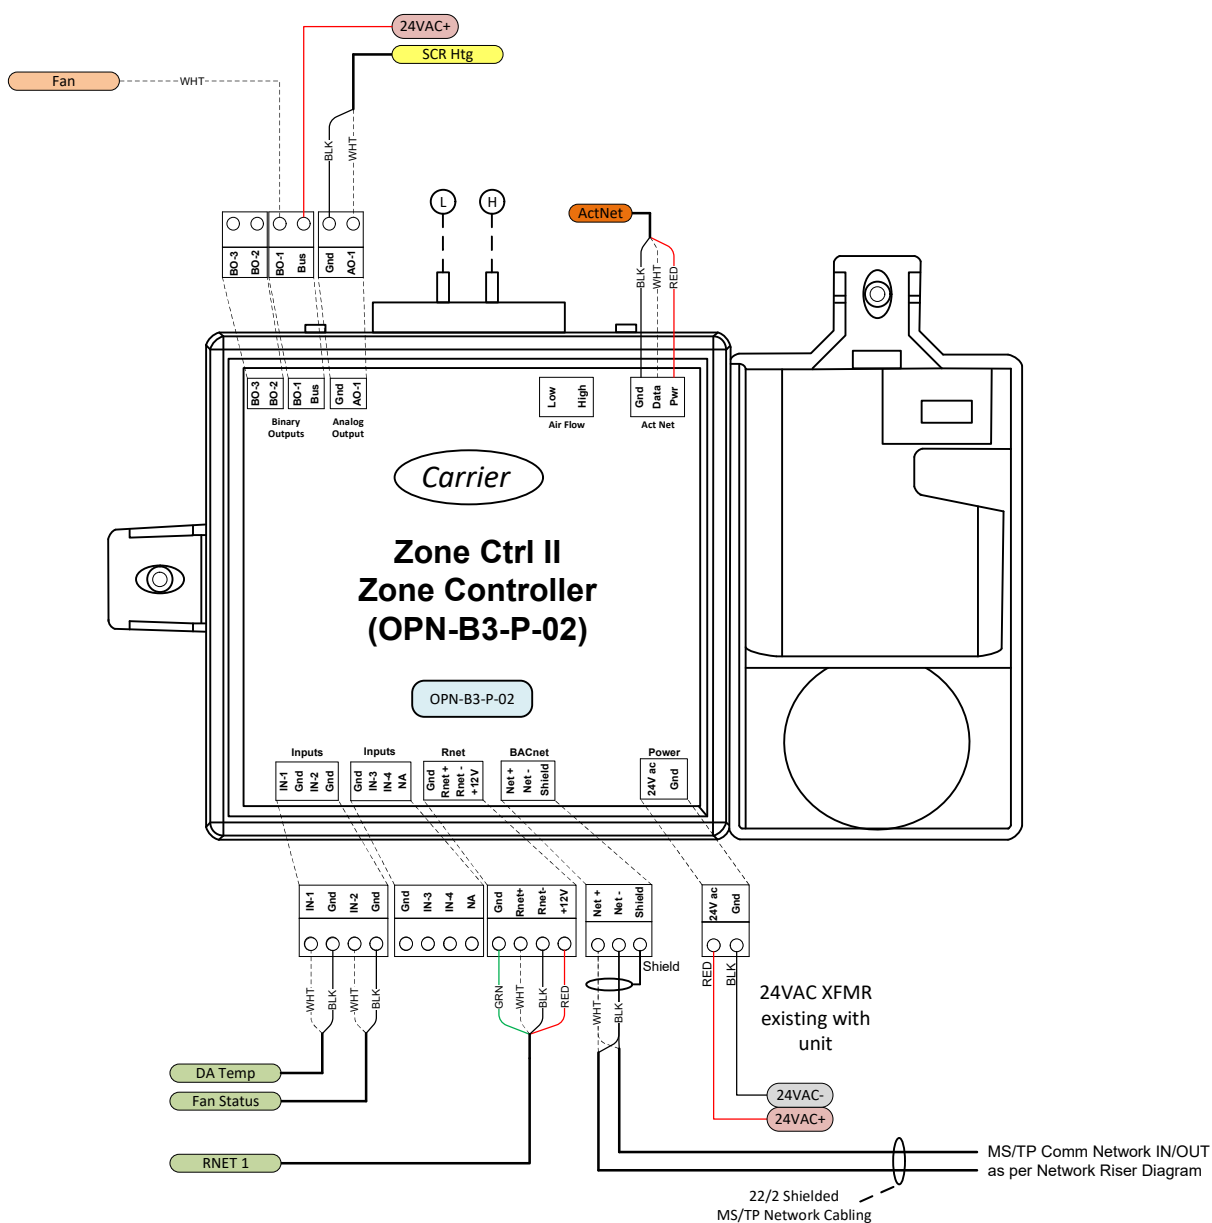 24VAC+
SCR Htg
Fan
WHT
BLK
WHT
L
H
ActNet
BLK
WHT
RED
BO-3
BO-2
BO-1
Bus
Gnd
AO-1
BO-3
BO-2
BO-1
Bus
Gnd
AO-1
Binary
Outputs
Analog
Output
Low
High
Air Flow
Gnd
Data
Pwr
Act Net
Carrier
Zone Ctrl II
Zone Controller
(OPN-B3-P-02)
OPN-B3-P-02
Inputs
IN-1
Gnd
IN-2
Gnd
Inputs
Gnd
IN-3
IN-4
NA
Rnet
Gnd
Rnet +
Rnet -
+12V
BACnet
Net +
Net -
Shield
Power
24V ac
Gnd
IN-1
Gnd
IN-2
Gnd
Gnd
IN-3
IN-4
NA
Gnd
Rnet+
Rnet-
+12V
Net +
Net -
Shield
24V ac
Gnd
WHT
BLK
WHT
BLK
GRN
WHT
BLK
RED
WHT
BLK
Shield
RED
BLK
24VAC XFMR
existing with
unit
DA Temp
Fan Status
RNET 1
24VAC-
24VAC+
MS/TP Comm Network IN/OUT
as per Network Riser Diagram
22/2 Shielded
MS/TP Network Cabling